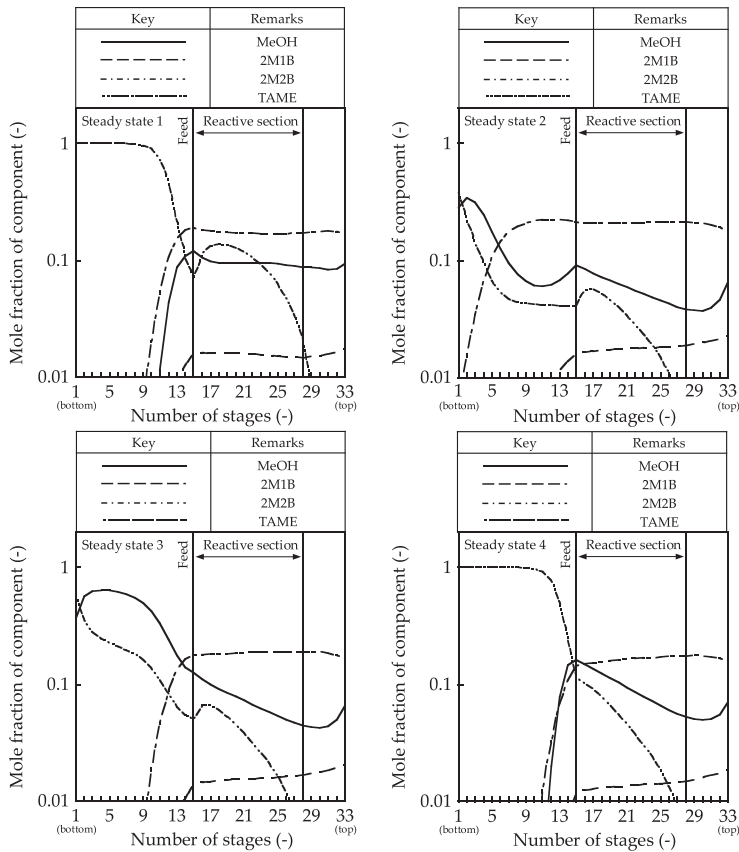 Key Remarks
MeOH
2M1B
2M2B
TAME
Steady state 1
Feed
Reactive section
Mole fraction of component (-)
1
0.1
0.01
1 5 9 13 17 21 25 29 33
(bottom) (top)
Number of stages (-)
Key Remarks
MeOH
2M1B
2M2B
TAME
Steady state 2
Feed
Reactive section
Mole fraction of component (-)
1
0.1
0.01
1 5 9 13 17 21 25 29 33
(bottom) (top)
Number of stages (-)
Key Remarks
MeOH
2M1B
2M2B
TAME
Steady state 3
Feed
Reactive section
Mole fraction of component (-)
1
0.1
0.01
1 5 9 13 17 21 25 29 33
(bottom) (top)
Number of stages (-)
Key Remarks
MeOH
2M1B
2M2B
TAME
Steady state 4
Feed
Reactive section
Mole fraction of component (-)
1
0.1
0.01
1 5 9 13 17 21 25 29 33
(bottom) (top)
Number of stages (-)